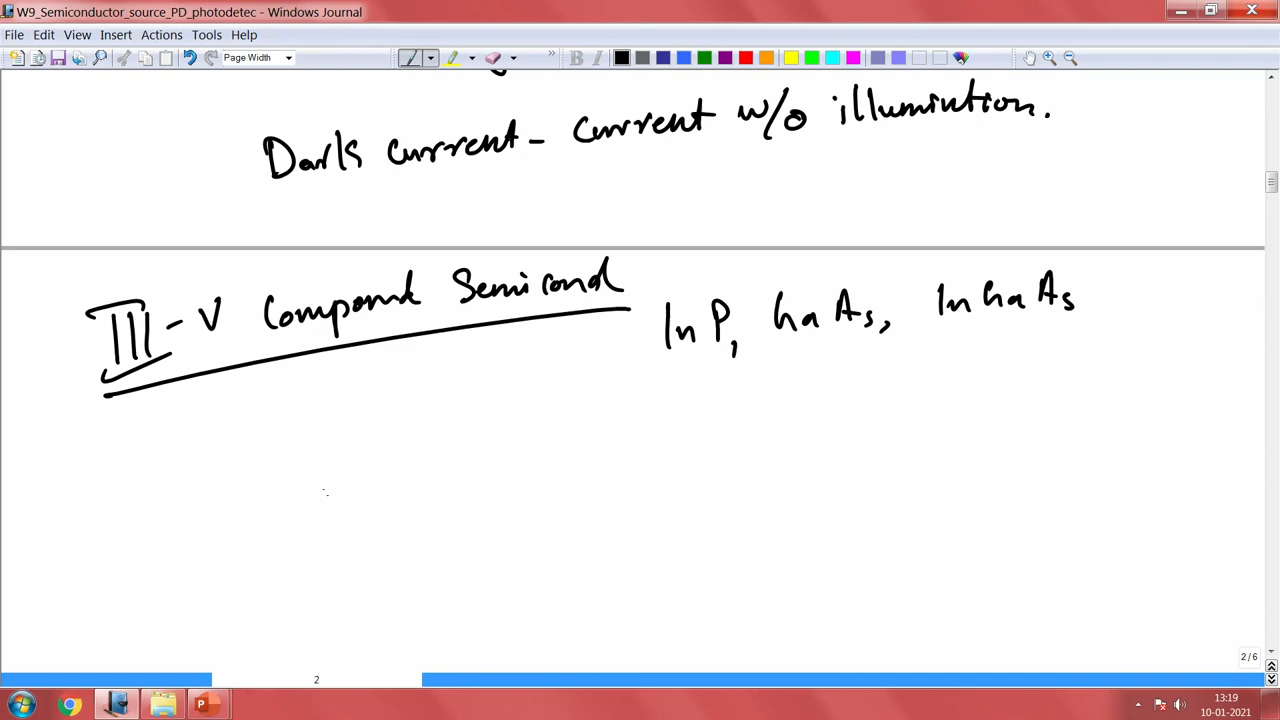 W9_Semiconductor_source_PD_photodetec - Windows Journal
File Edit View Insert Actions Tools Help
Page Width
B I
Dark current - current w/o illumintion.
III - V Compound Semicond InP, GaAs, InGaAs
2/6
2
13:19
10-01-2021